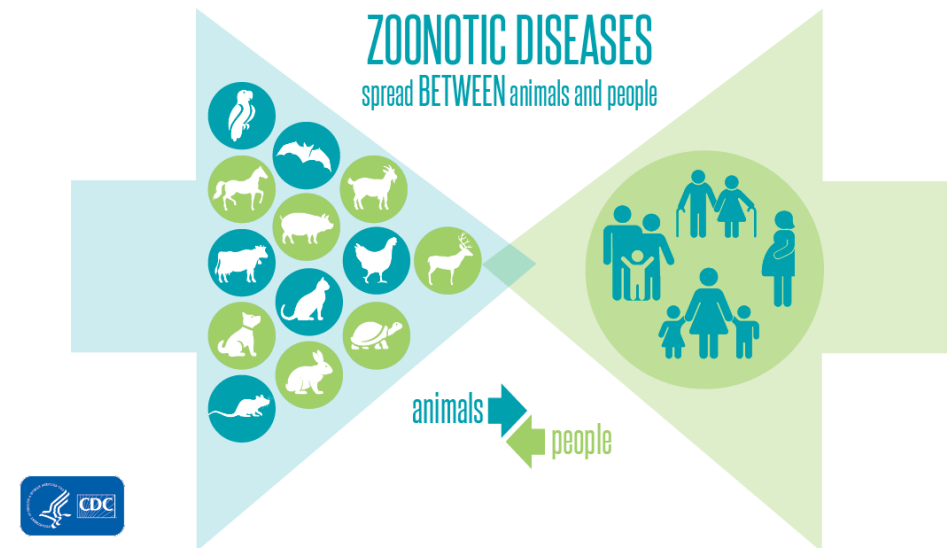 ZOONOTIC DISEASES
spread BETWEEN animals and people
animals
people
CDC